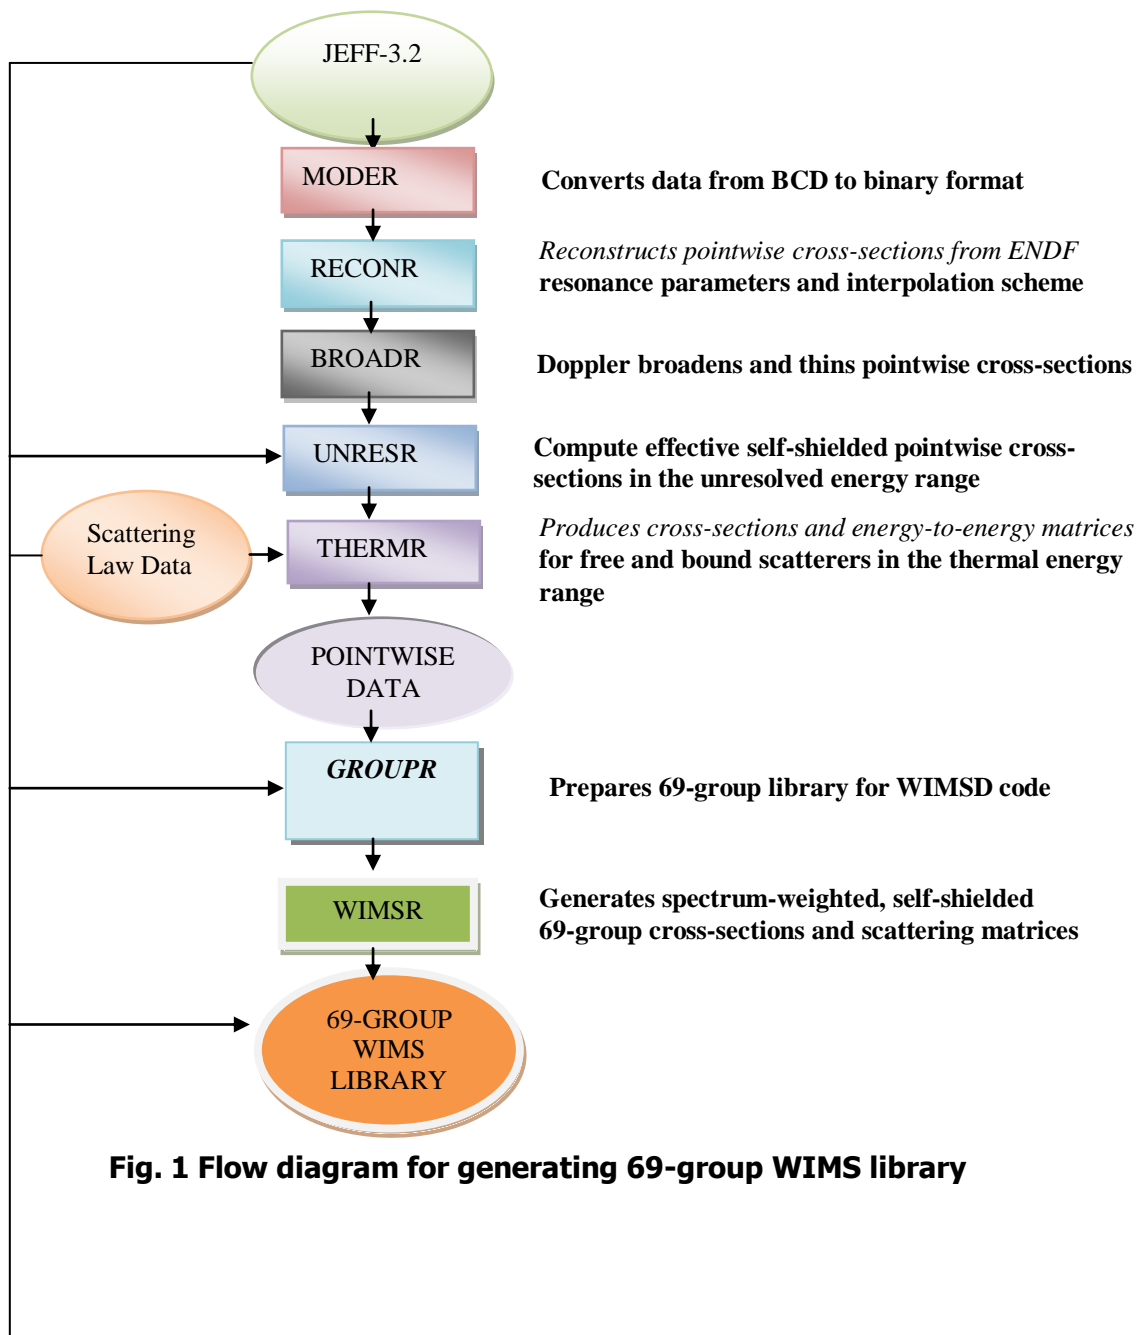 JEFF-3.2
MODER
Converts data from BCD to binary format
RECONR
Reconstructs pointwise cross-sections from ENDF
resonance parameters and interpolation scheme
BROADR
Doppler broadens and thins pointwise cross-sections
UNRESR
Compute effective self-shielded pointwise cross-
sections in the unresolved energy range
Scattering
Law Data
THERMR
Produces cross-sections and energy-to-energy matrices
for free and bound scatterers in the thermal energy
range
POINTWISE
DATA
GROUPR
Prepares 69-group library for WIMSD code
WIMSR
Generates spectrum-weighted, self-shielded
69-group cross-sections and scattering matrices
69-GROUP
WIMS
LIBRARY
Fig. 1 Flow diagram for generating 69-group WIMS library